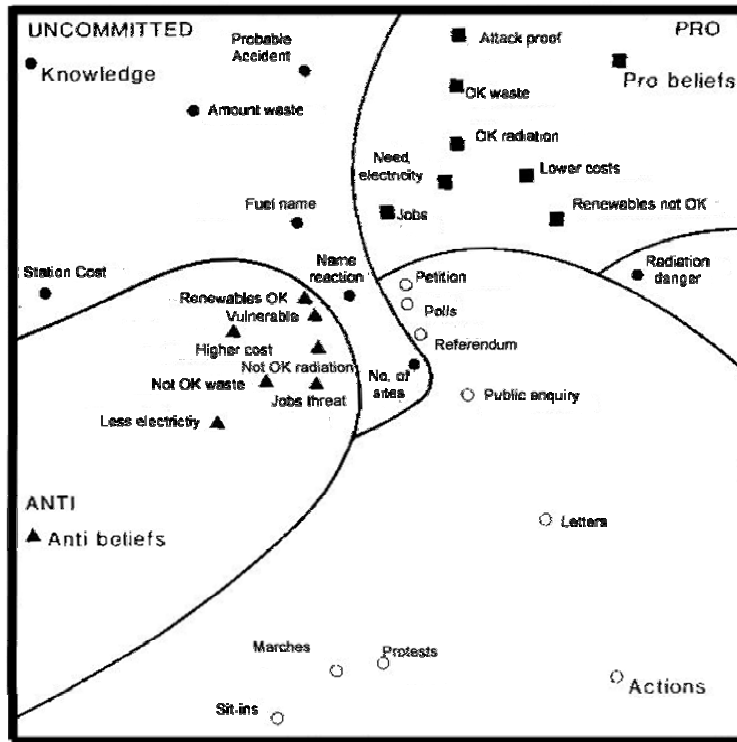 UNCOMMITTED
PRO
Probable
Accident
Attack proof
Knowledge
Pro beliefs
OK waste
Amount waste
OK radiation
Need
electricity
Lower costs
Fuel name
Jobs
Renewables not OK
Station Cost
Name
reaction
Radiation
danger
Petition
Renewables OK
Polls
Vulnerable
Higher cost
Referendum
Not OK radiation
No. of
sites
Not OK waste
Jobs threat
Public enquiry
Less electrictiy
ANTI
Anti beliefs
Letters
Marches
Protests
Actions
Sit-ins